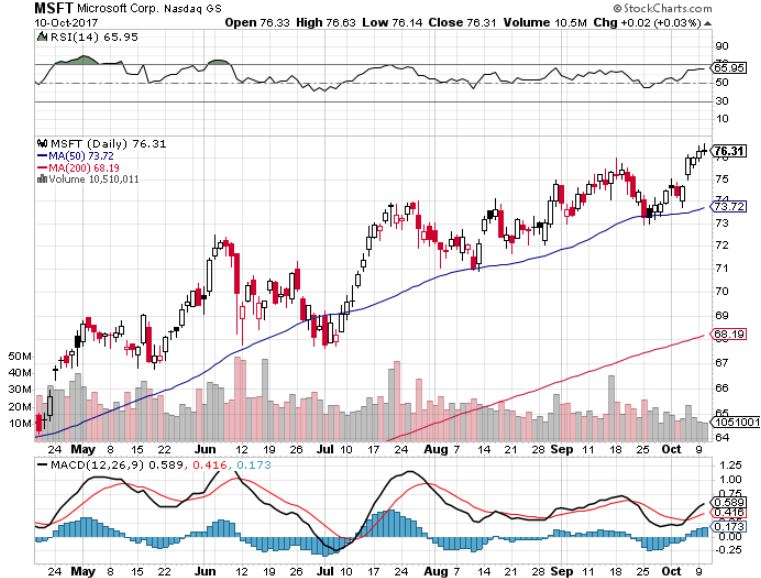 MSFT Microsoft Corp. Nasdaq GS
© StockCharts.com
10-Oct-2017
Open 76.33 High 76.63 Low 76.14 Close 76.31 Volume 10.5M Chg +0.02 (+0.03%)
RSI(14) 65.95
90
70
65.95
50
30
10
MSFT (Daily) 76.31
MA(50) 73.72
MA(200) 68.19
Volume 10,510,011
76.31
76
75
74
73.72
73
72
71
70
69
68.19
68
67
66
65
64
50M
40M
30M
20M
10M
1051001
24 May 8 15 22 Jun 12 19 26 Jul 10 17 24 Aug 7 14 21 28 Sep 11 18 25 Oct 9
MACD(12,26,9) 0.589, 0.416, 0.173
1.25
1.00
0.75
0.589
0.416
0.173
0.00
-0.25
24 May 8 15 22 Jun 12 19 26 Jul 10 17 24 Aug 7 14 21 28 Sep 11 18 25 Oct 9